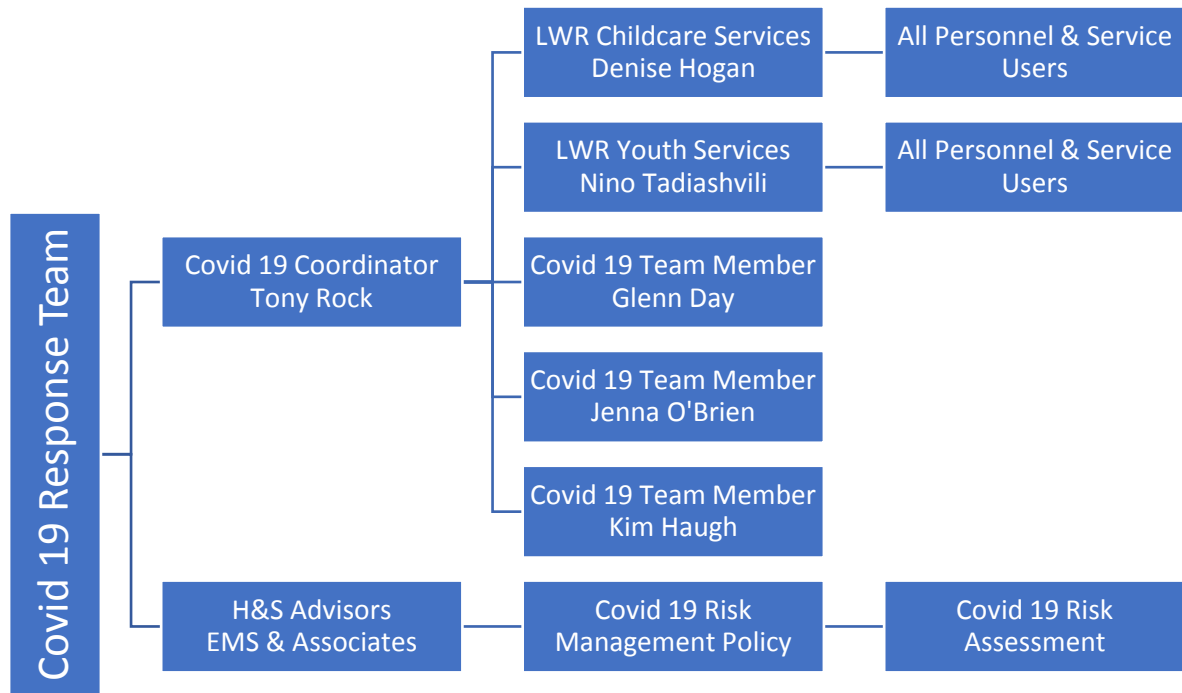 Covid 19 Response Team
Covid 19 Coordinator
Tony Rock
LWR Childcare Services
Denise Hogan
All Personnel & Service
Users
LWR Youth Services
Nino Tadiashvili
All Personnel & Service
Users
Covid 19 Team Member
Glenn Day
Covid 19 Team Member
Jenna O'Brien
Covid 19 Team Member
Kim Haugh
H&S Advisors
EMS & Associates
Covid 19 Risk
Management Policy
Covid 19 Risk
Assessment